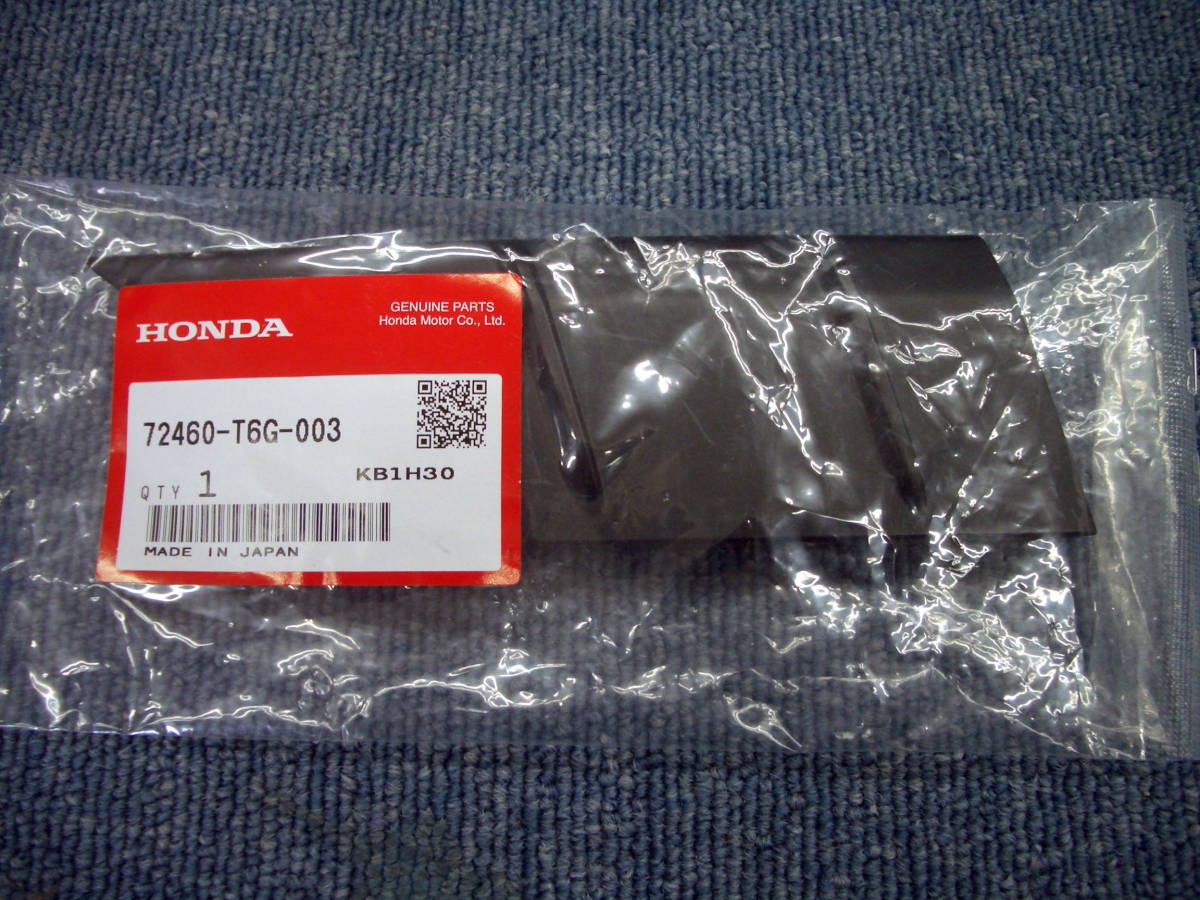 HONDA
GENUINE PARTS
Honda Motor Co., Ltd.
72460-T6G-003
KB1H30
QTY 1
MADE IN JAPAN